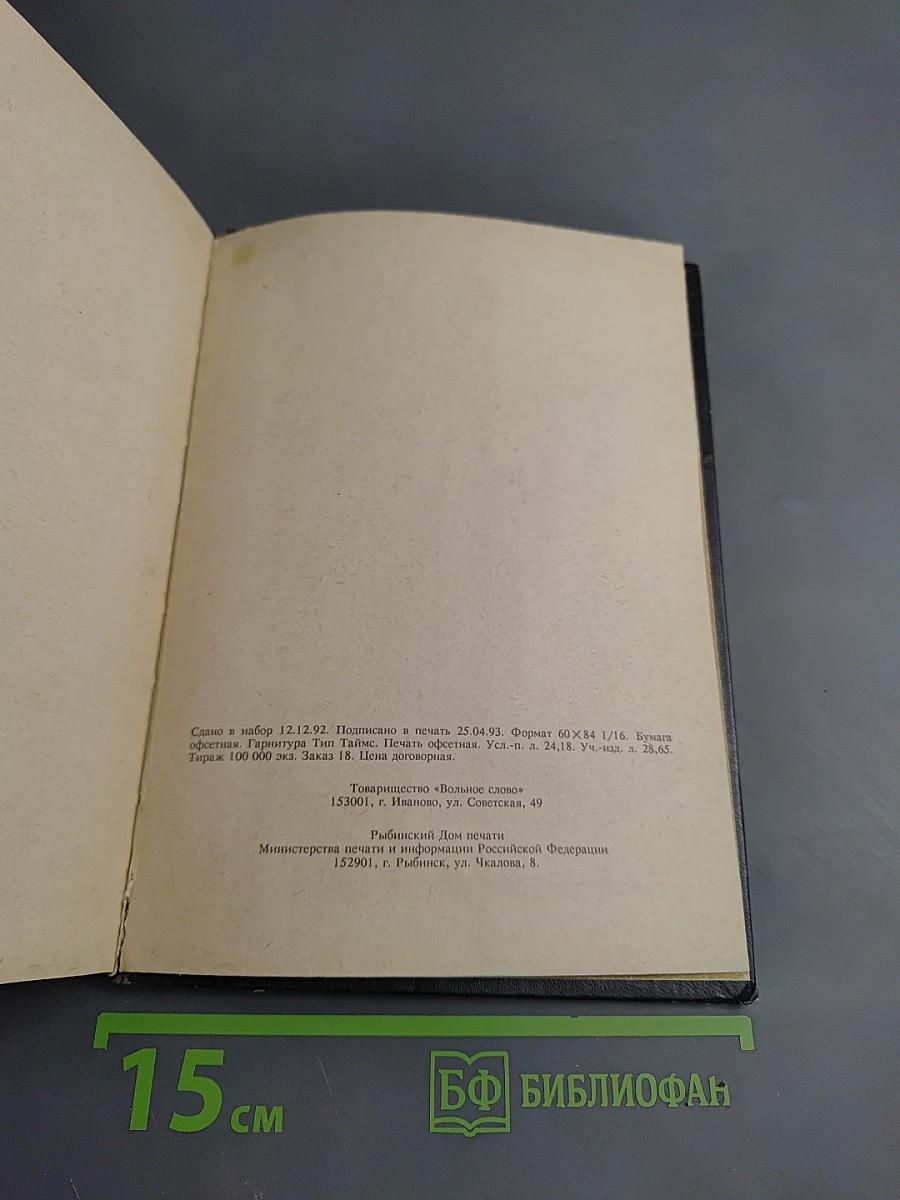 Сдано в набор 12.12.92. Подписано в печать 25.04.93. Формат 60×84 1/16. Бумага
офсетная. Гарнитура Тип Таймс. Печать офсетная. Усл.-п. л. 24,18. Уч.-изд. л. 28,65.
Тираж 100 000 экз. Заказ 18. Цена договорная.
Товарищество «Вольное слово»
153001, г. Иваново, ул. Советская, 49
Рыбинский Дом печати
Министерства печати и информации Российской Федерации
152901, г. Рыбинск, ул. Чкалова, 8.
15 см
БФ БИБЛИОФАН